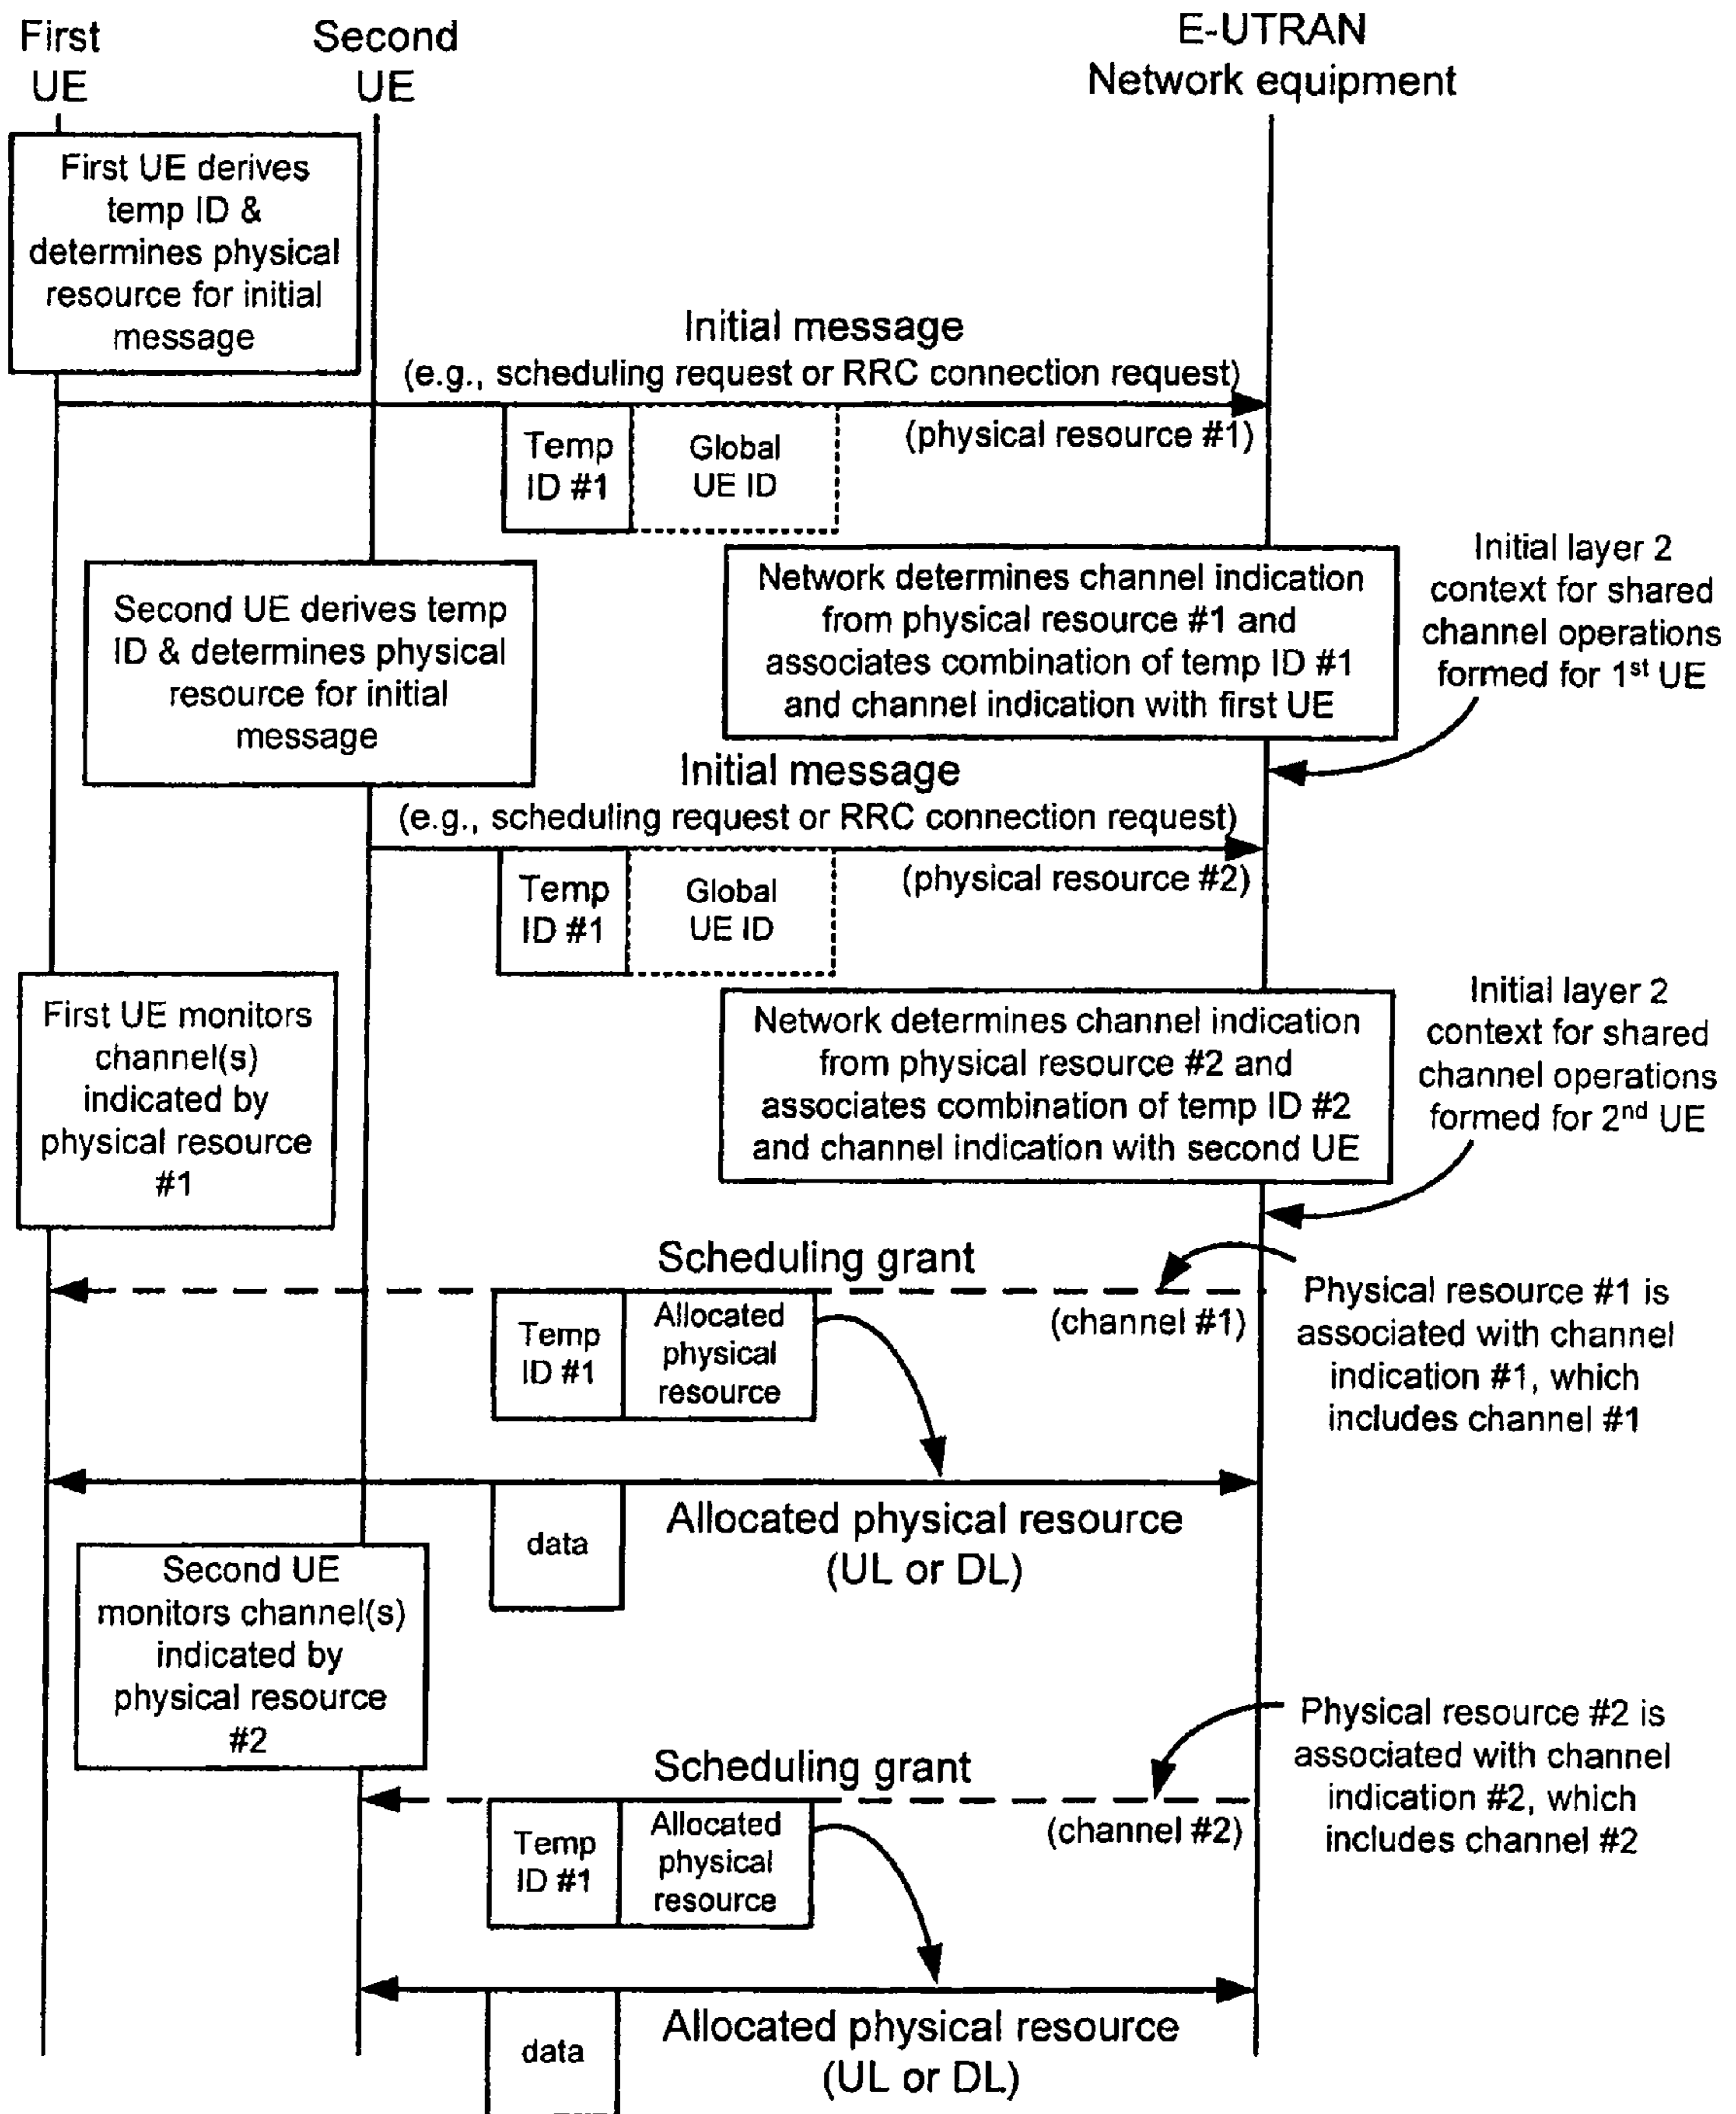 First
UE
Second
UE
E-UTRAN
Network equipment
First UE derives
temp ID &
determines physical
resource for initial
message
Initial message
(e.g., scheduling request or RRC connection request)
(physical resource #1)
Temp
ID #1
Global
UE ID
Network determines channel indication
from physical resource #1 and
associates combination of temp ID #1
and channel indication with first UE
Initial layer 2
context for shared
channel operations
formed for 1st UE
Second UE derives temp
ID & determines physical
resource for initial
message
Initial message
(e.g., scheduling request or RRC connection request)
(physical resource #2)
Temp
ID #1
Global
UE ID
First UE monitors
channel(s)
indicated by
physical resource
#1
Network determines channel indication
from physical resource #2 and
associates combination of temp ID #2
and channel indication with second UE
Initial layer 2
context for shared
channel operations
formed for 2nd UE
Scheduling grant
(channel #1)
Temp
ID #1
Allocated
physical
resource
Physical resource #1 is
associated with channel
indication #1, which
includes channel #1
data
Allocated physical resource
(UL or DL)
Second UE
monitors channel(s)
indicated by
physical resource
#2
Scheduling grant
(channel #2)
Temp
ID #1
Allocated
physical
resource
Physical resource #2 is
associated with channel
indication #2, which
includes channel #2
data
Allocated physical resource
(UL or DL)